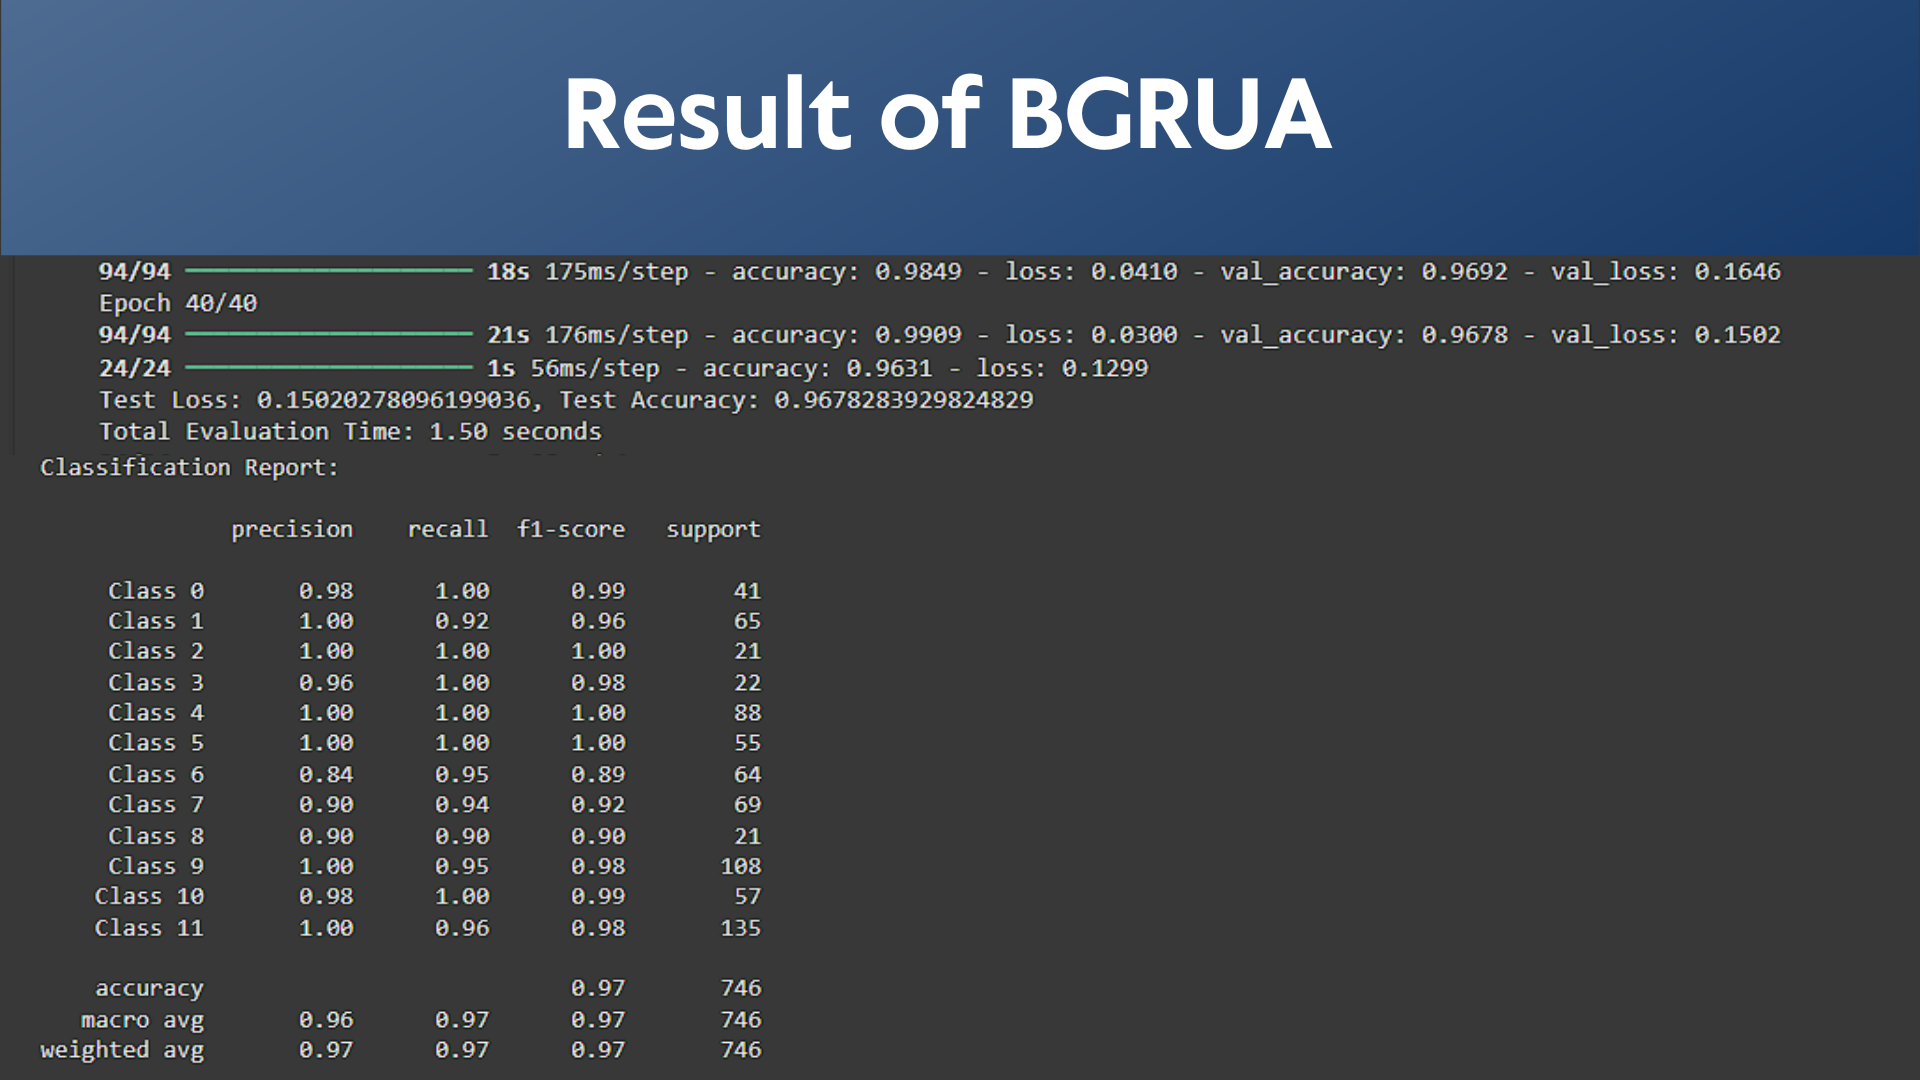 Result of BGRUA
94/94 ━━━━━━━━━━━━━━━━━━━━ 18s 175ms/step - accuracy: 0.9849 - loss: 0.0410 - val_accuracy: 0.9692 - val_loss: 0.1646
Epoch 40/40
94/94 ━━━━━━━━━━━━━━━━━━━━ 21s 176ms/step - accuracy: 0.9909 - loss: 0.0300 - val_accuracy: 0.9678 - val_loss: 0.1502
24/24 ━━━━━━━━━━━━━━━━━━━━ 1s 56ms/step - accuracy: 0.9631 - loss: 0.1299
Test Loss: 0.15020278096199036, Test Accuracy: 0.9678283929824829
Total Evaluation Time: 1.50 seconds
Classification Report:
precision recall f1-score support
Class 0 0.98 1.00 0.99 41
Class 1 1.00 0.92 0.96 65
Class 2 1.00 1.00 1.00 21
Class 3 0.96 1.00 0.98 22
Class 4 1.00 1.00 1.00 88
Class 5 1.00 1.00 1.00 55
Class 6 0.84 0.95 0.89 64
Class 7 0.90 0.94 0.92 69
Class 8 0.90 0.90 0.90 21
Class 9 1.00 0.95 0.98 108
Class 10 0.98 1.00 0.99 57
Class 11 1.00 0.96 0.98 135
accuracy 0.97 746
macro avg 0.96 0.97 0.97 746
weighted avg 0.97 0.97 0.97 746